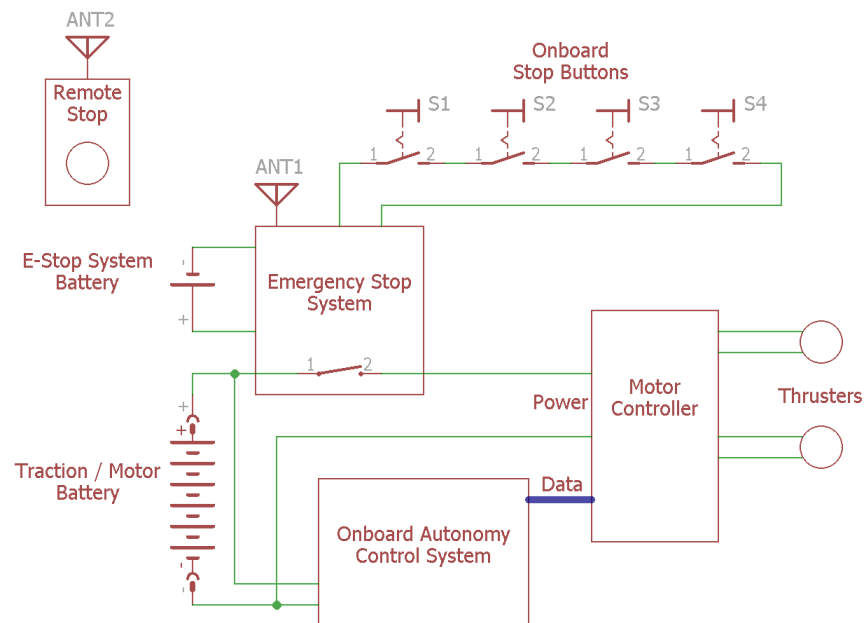 ANT2
Remote
Stop
Onboard
Stop Buttons
S1
S2
S3
S4
1 2 1 2 1 2 1 2
ANT1
E-Stop System
Battery
-
+
Emergency Stop
System
1 2
Motor
Controller
Power
Thrusters
+
+
Traction / Motor
Battery
-
-
Data
Onboard Autonomy
Control System